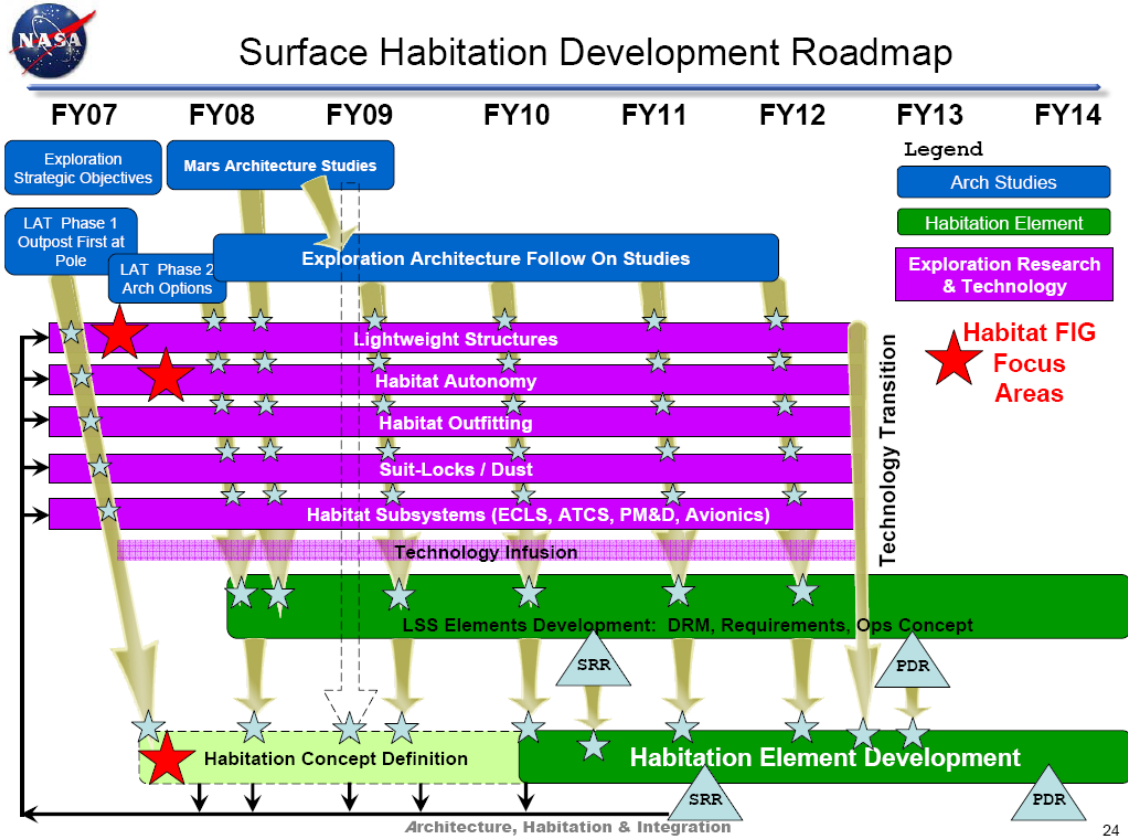 NASA
Surface Habitation Development Roadmap
FY07 FY08 FY09 FY10 FY11 FY12 FY13 FY14
Exploration
Strategic Objectives
Mars Architecture Studies
Legend
Arch Studies
Habitation Element
Exploration Research
& Technology
Habitat FIG
Focus
Areas
LAT Phase 1
Outpost First at
Pole
LAT Phase 2
Arch Options
Exploration Architecture Follow On Studies
Lightweight Structures
Habitat Autonomy
Habitat Outfitting
Suit-Locks / Dust
Habitat Subsystems (ECLS, ATCS, PM&D, Avionics)
Technology Infusion
Technology Transition
LSS Elements Development: DRM, Requirements, Ops Concept
SRR
PDR
Habitation Concept Definition
Habitation Element Development
SRR
PDR
Architecture, Habitation & Integration
24